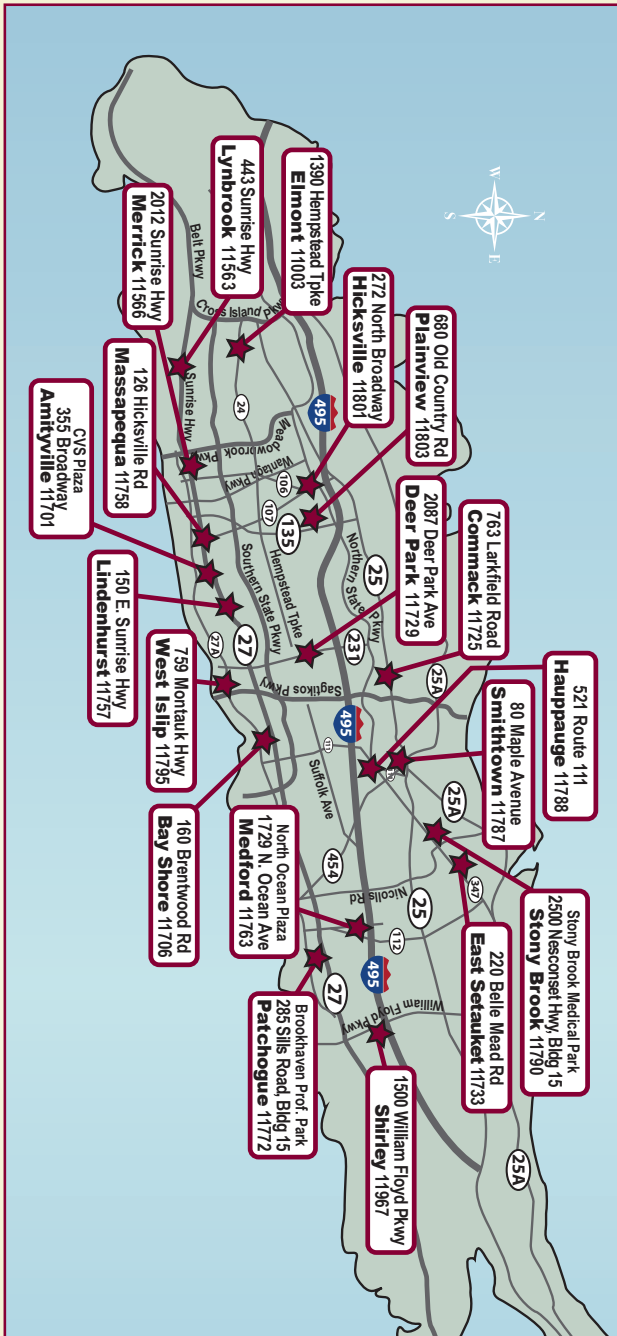 N
W
E
S
521 Route 111
Hauppauge 11788
80 Maple Avenue
Smithtown 11787
Stony Brook Medical Park
2500 Nesconset Hwy, Bldg 15
Stony Brook 11790
220 Belle Mead Rd
East Setauket 11733
763 Larkfield Road
Commack 11725
2087 Deer Park Ave
Deer Park 11729
680 Old Country Rd
Plainview 11803
272 North Broadway
Hicksville 11801
1390 Hempstead Tpke
Elmont 11003
443 Sunrise Hwy
Lynbrook 11563
2012 Sunrise Hwy
Merrick 11566
126 Hicksville Rd
Massapequa 11758
CVS Plaza
355 Broadway
Amityville 11701
150 E. Sunrise Hwy
Lindenhurst 11757
759 Montauk Hwy
West Islip 11795
160 Brentwood Rd
Bay Shore 11706
North Ocean Plaza
1729 N. Ocean Ave
Medford 11763
Brookhaven Prof. Park
285 Sills Road, Bldg 15
Patchogue 11772
1500 William Floyd Pkwy
Shirley 11967
Belt Pkwy
Cross Island Pkwy
Sunrise Hwy
Meadowbrook Pkwy
Wantagh Pkwy
Southern State Pkwy
Hempstead Tpke
Northern State Pkwy
Sagtikos Pkwy
Suffolk Ave
Nicolls Rd
William Floyd Pkwy
495
495
495
24
106
107
135
25
231
25A
25A
25A
27
27A
111
347
454
25
112
27